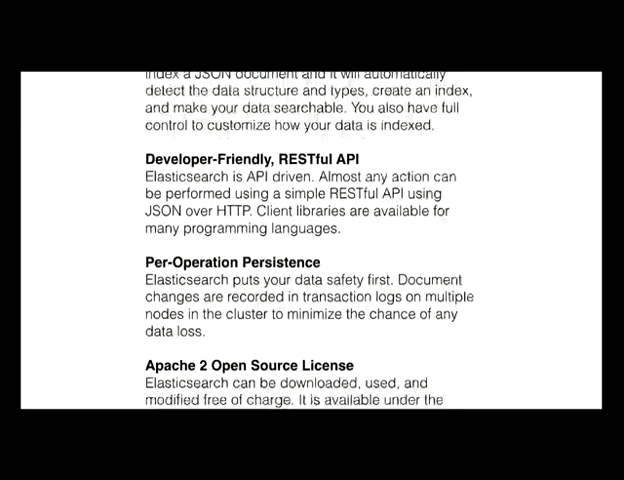 index a JSON document and it will automatically
detect the data structure and types, create an index,
and make your data searchable. You also have full
control to customize how your data is indexed.
Developer-Friendly, RESTful API
Elasticsearch is API driven. Almost any action can
be performed using a simple RESTful API using
JSON over HTTP. Client libraries are available for
many programming languages.
Per-Operation Persistence
Elasticsearch puts your data safety first. Document
changes are recorded in transaction logs on multiple
nodes in the cluster to minimize the chance of any
data loss.
Apache 2 Open Source License
Elasticsearch can be downloaded, used, and
modified free of charge. It is available under the